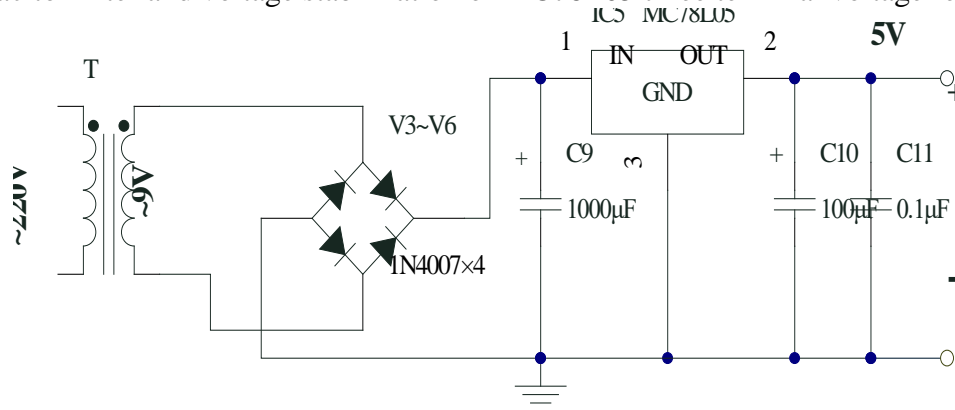 IC5 MC78L05
1 IN OUT 2 5V
GND
T
V3~V6
3
+ C9
1000μF
+ C10
100μF
C11
0.1μF
~220V
~9V
1N4007×4
+
-